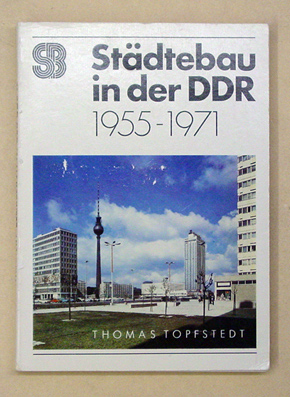 SB
Städtebau
in der DDR
1955-1971
THOMAS TOPFSTEDT